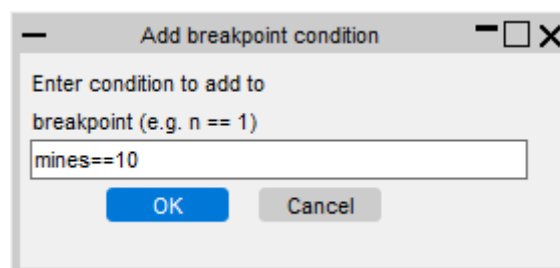 Add breakpoint condition
Enter condition to add to
breakpoint (e.g. n == 1)
mines==10
OK Cancel